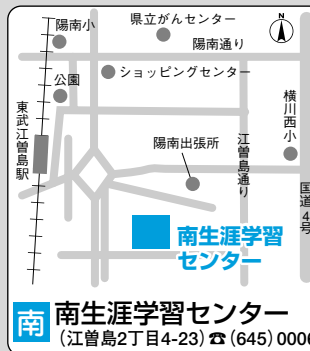 県立がんセンター
陽南小
N
陽南通り
ショッピングセンター
公園
横川西小
東武江曽島駅
陽南出張所
江曽島通り
国道4号
南生涯学習
センター
南 南生涯学習センター
(江曽島2丁目4-23)☎(645)0006